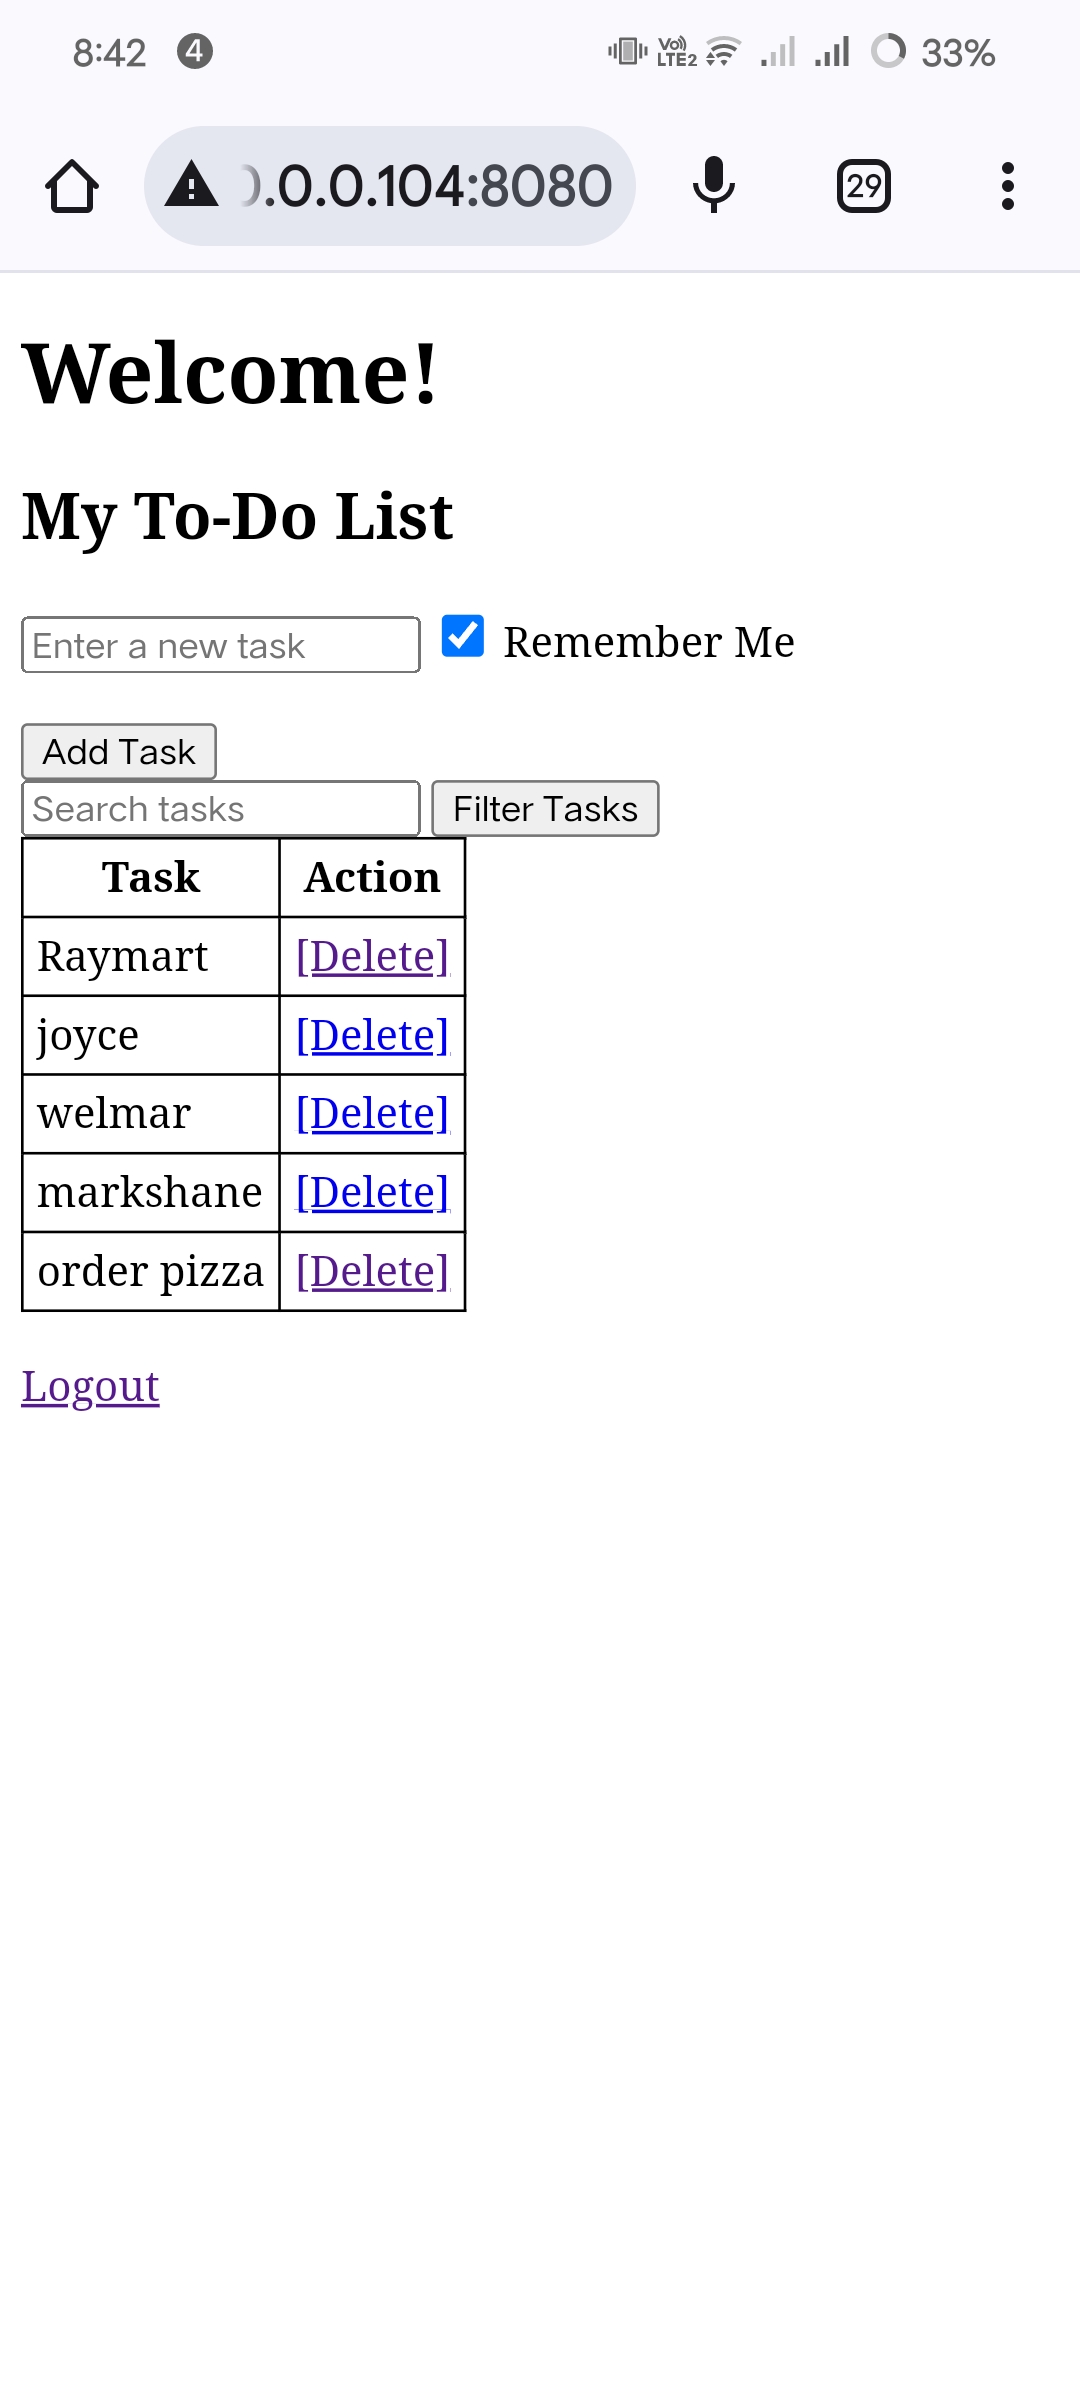 8:42 4 Vo) LTE2 33%
.0.0.104:8080 29
Welcome!
My To-Do List
Enter a new task Remember Me
Add Task
Search tasks Filter Tasks
Task Action
Raymart [Delete]
joyce [Delete]
welmar [Delete]
markshane [Delete]
order pizza [Delete]
Logout